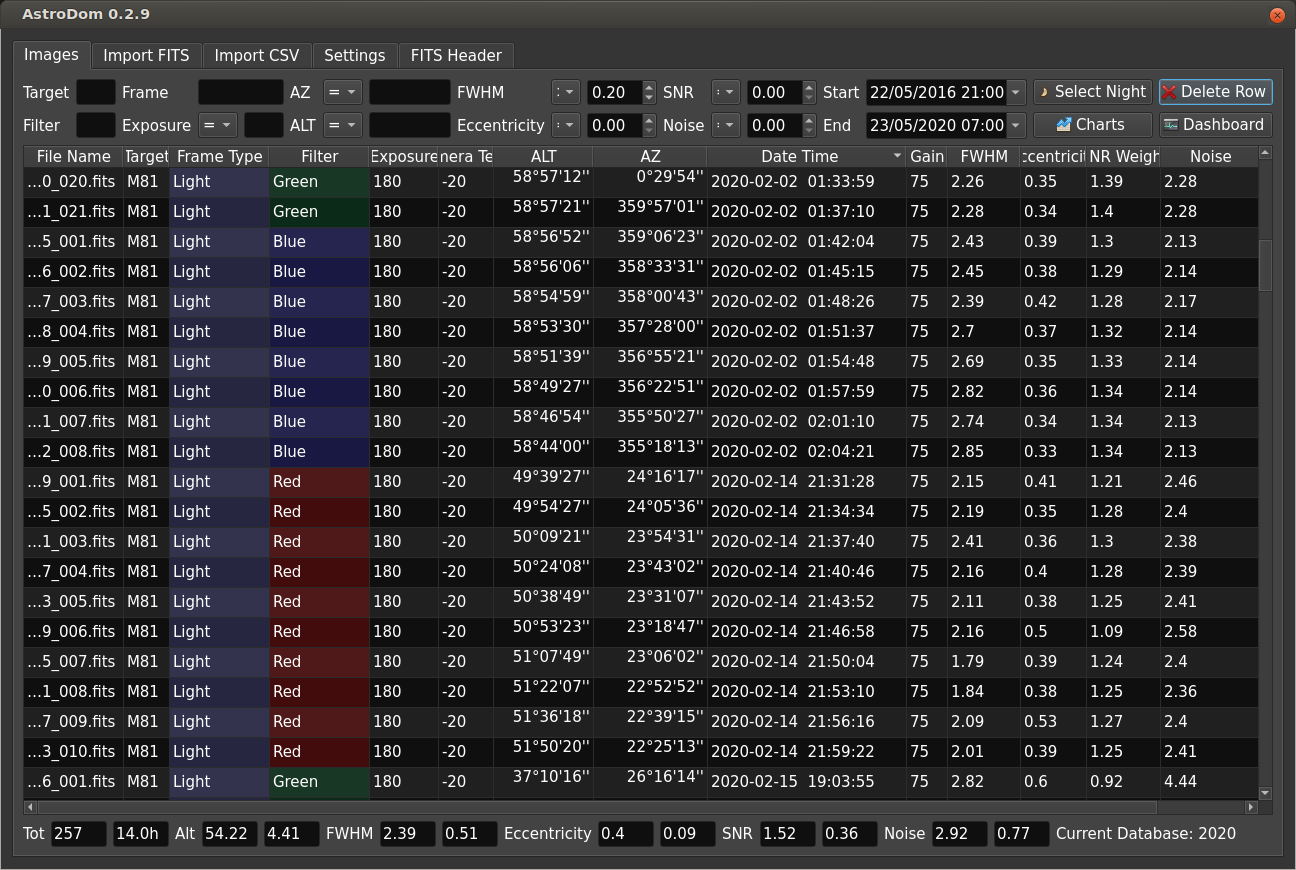 AstroDom 0.2.9
Images Import FITS Import CSV Settings FITS Header
Target Frame AZ = FWHM : 0.20 SNR : 0.00 Start 22/05/2016 21:00 Select Night Delete Row
Filter Exposure = ALT = Eccentricity : 0.00 Noise : 0.00 End 23/05/2020 07:00 Charts Dashboard
File Name Target Frame Type Filter Exposure nera Te ALT AZ Date Time Gain FWHM ccentricit NR Weigh Noise
...0_020.fits M81 Light Green 180 -20 58°57'12'' 0°29'54'' 2020-02-02 01:33:59 75 2.26 0.35 1.39 2.28
...1_021.fits M81 Light Green 180 -20 58°57'21'' 359°57'01'' 2020-02-02 01:37:10 75 2.28 0.34 1.4 2.28
...5_001.fits M81 Light Blue 180 -20 58°56'52'' 359°06'23'' 2020-02-02 01:42:04 75 2.43 0.39 1.3 2.13
...6_002.fits M81 Light Blue 180 -20 58°56'06'' 358°33'31'' 2020-02-02 01:45:15 75 2.45 0.38 1.29 2.14
...7_003.fits M81 Light Blue 180 -20 58°54'59'' 358°00'43'' 2020-02-02 01:48:26 75 2.39 0.42 1.28 2.17
...8_004.fits M81 Light Blue 180 -20 58°53'30'' 357°28'00'' 2020-02-02 01:51:37 75 2.7 0.37 1.32 2.14
...9_005.fits M81 Light Blue 180 -20 58°51'39'' 356°55'21'' 2020-02-02 01:54:48 75 2.69 0.35 1.33 2.14
...0_006.fits M81 Light Blue 180 -20 58°49'27'' 356°22'51'' 2020-02-02 01:57:59 75 2.82 0.36 1.34 2.14
...1_007.fits M81 Light Blue 180 -20 58°46'54'' 355°50'27'' 2020-02-02 02:01:10 75 2.74 0.34 1.34 2.13
...2_008.fits M81 Light Blue 180 -20 58°44'00'' 355°18'13'' 2020-02-02 02:04:21 75 2.85 0.33 1.34 2.13
...9_001.fits M81 Light Red 180 -20 49°39'27'' 24°16'17'' 2020-02-14 21:31:28 75 2.15 0.41 1.21 2.46
...5_002.fits M81 Light Red 180 -20 49°54'27'' 24°05'36'' 2020-02-14 21:34:34 75 2.19 0.35 1.28 2.4
...1_003.fits M81 Light Red 180 -20 50°09'21'' 23°54'31'' 2020-02-14 21:37:40 75 2.41 0.36 1.3 2.38
...7_004.fits M81 Light Red 180 -20 50°24'08'' 23°43'02'' 2020-02-14 21:40:46 75 2.16 0.4 1.28 2.39
...3_005.fits M81 Light Red 180 -20 50°38'49'' 23°31'07'' 2020-02-14 21:43:52 75 2.11 0.38 1.25 2.41
...9_006.fits M81 Light Red 180 -20 50°53'23'' 23°18'47'' 2020-02-14 21:46:58 75 2.16 0.5 1.09 2.58
...5_007.fits M81 Light Red 180 -20 51°07'49'' 23°06'02'' 2020-02-14 21:50:04 75 1.79 0.39 1.24 2.4
...1_008.fits M81 Light Red 180 -20 51°22'07'' 22°52'52'' 2020-02-14 21:53:10 75 1.84 0.38 1.25 2.36
...7_009.fits M81 Light Red 180 -20 51°36'18'' 22°39'15'' 2020-02-14 21:56:16 75 2.09 0.53 1.27 2.4
...3_010.fits M81 Light Red 180 -20 51°50'20'' 22°25'13'' 2020-02-14 21:59:22 75 2.01 0.39 1.25 2.41
...6_001.fits M81 Light Green 180 -20 37°10'16'' 26°16'14'' 2020-02-15 19:03:55 75 2.82 0.6 0.92 4.44
Tot 257 14.0h Alt 54.22 4.41 FWHM 2.39 0.51 Eccentricity 0.4 0.09 SNR 1.52 0.36 Noise 2.92 0.77 Current Database: 2020